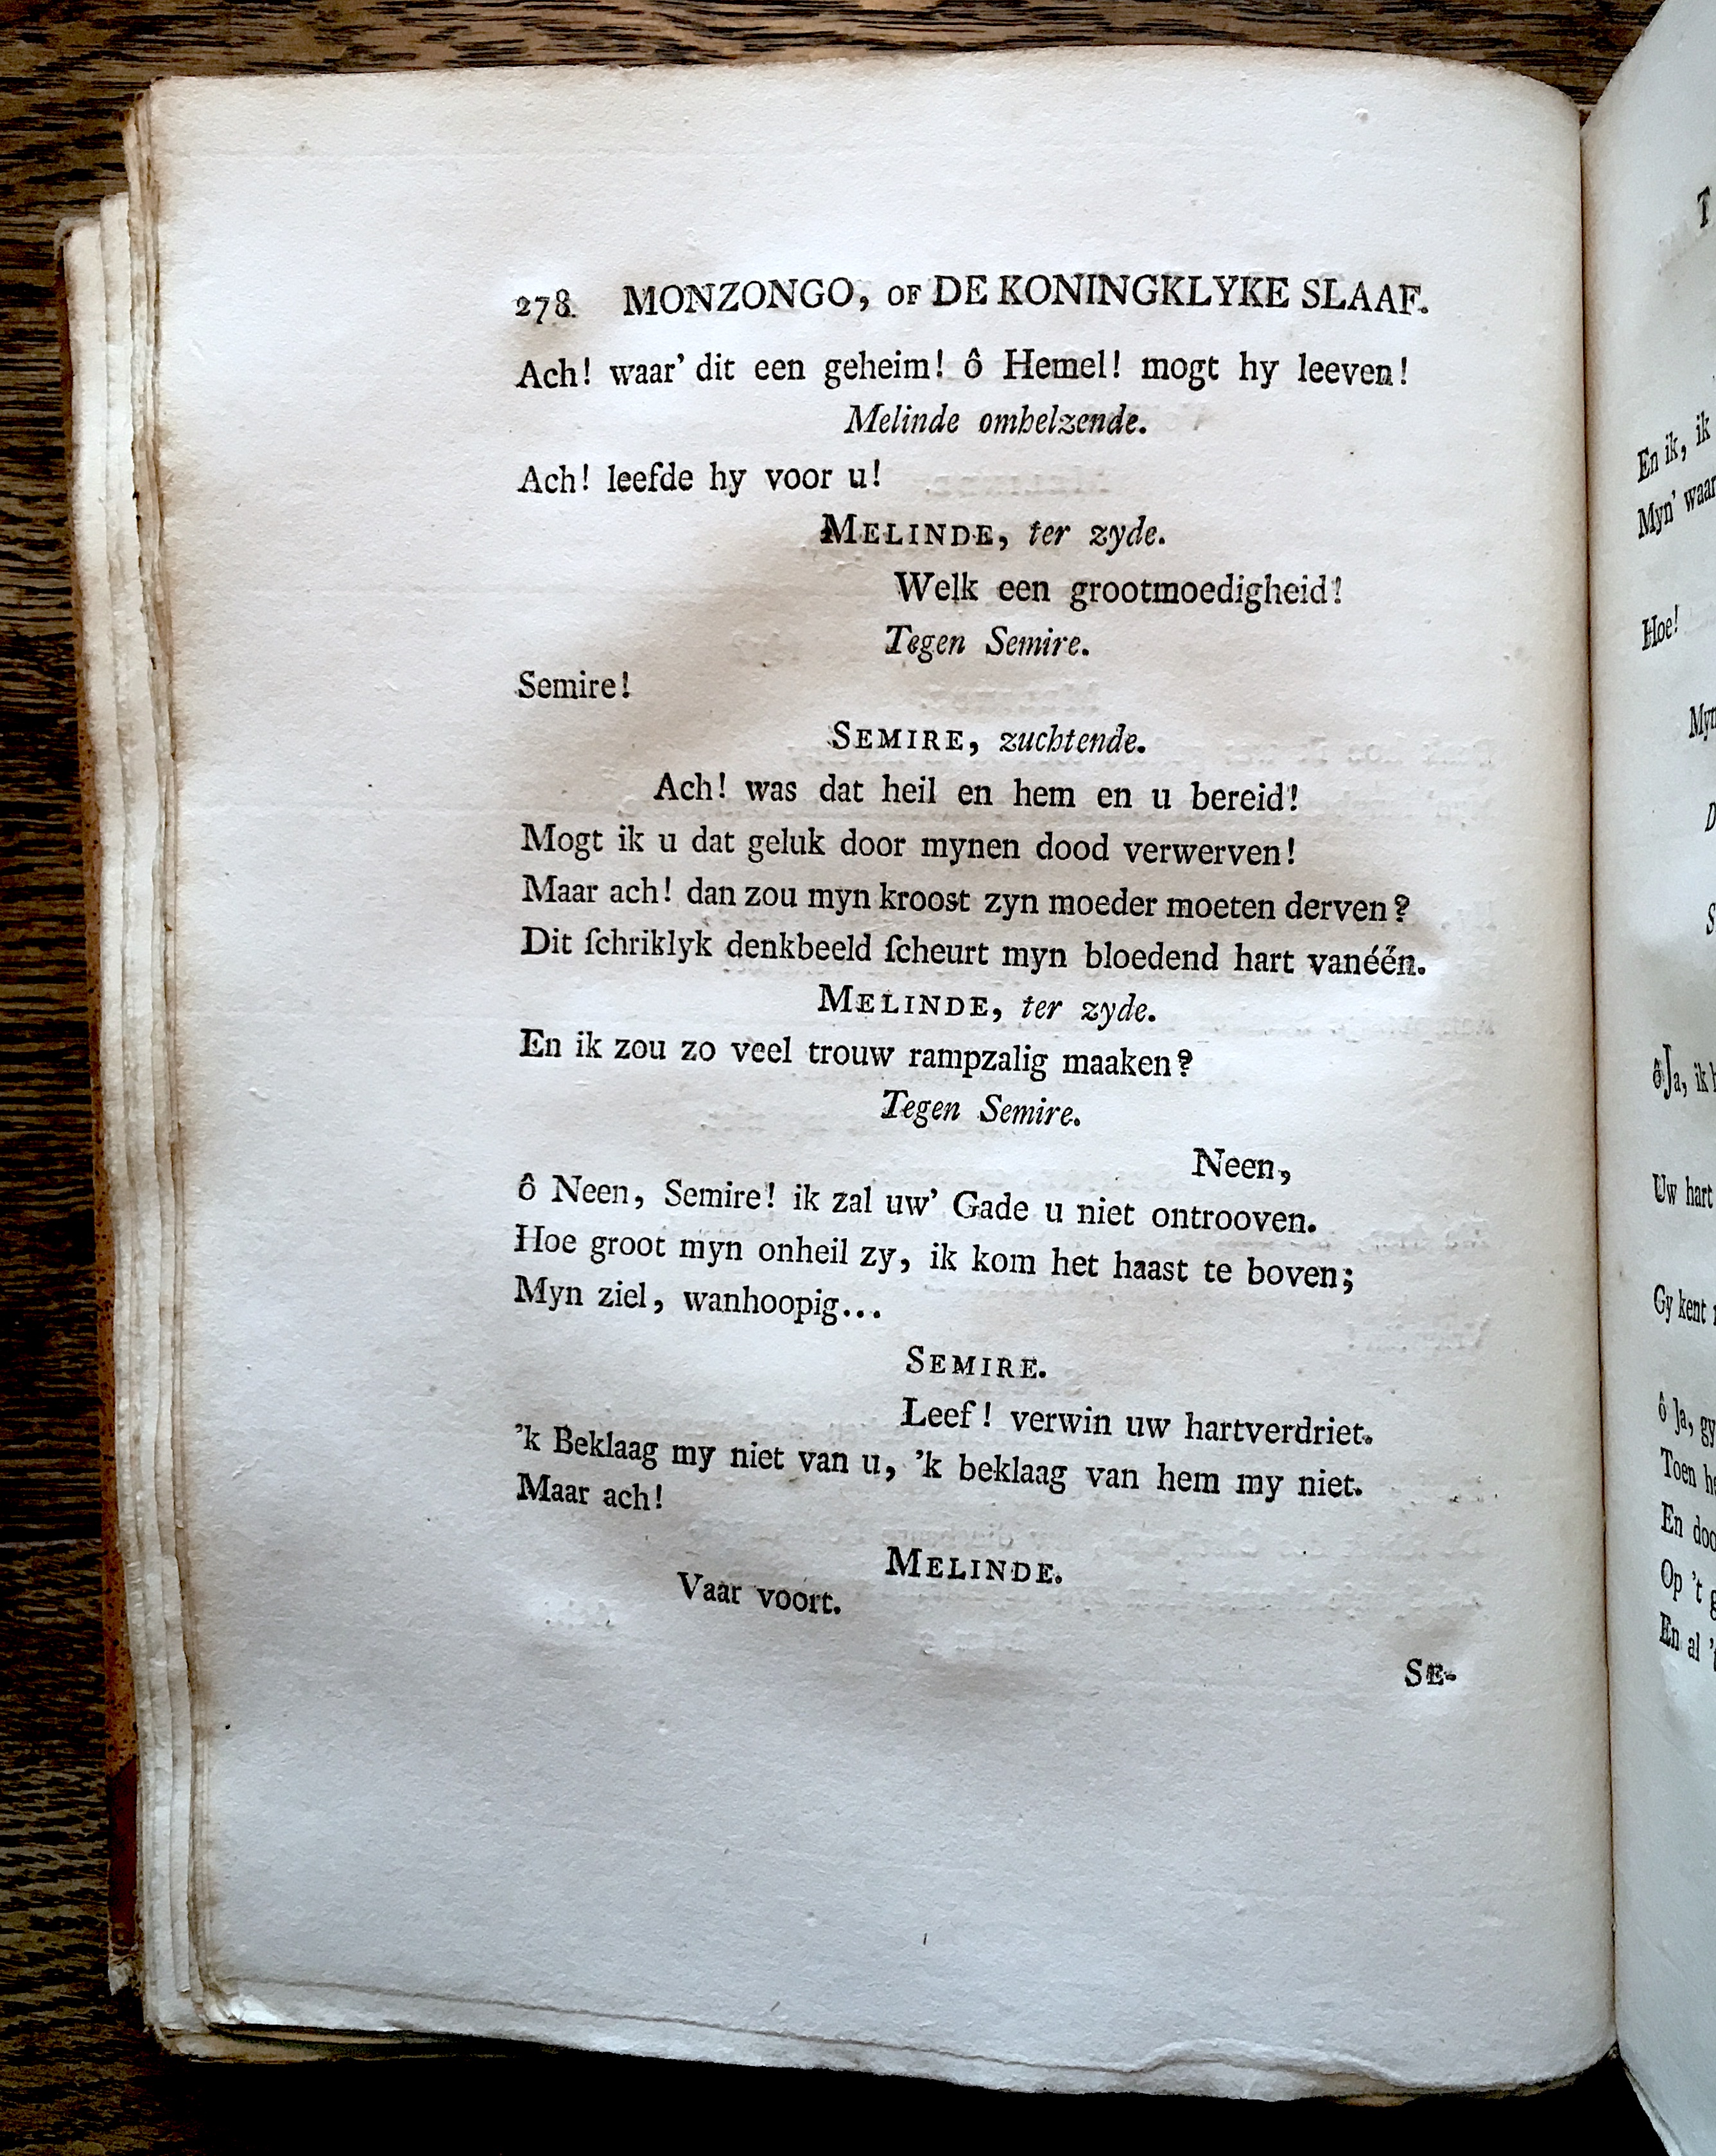 278 MONZONGO, OF DE KONINGKLYKE SLAAF.
Ach! waar' dit een geheim! ô Hemel! mogt hy leeven!
Melinde omhelzende.
Ach! leefde hy voor u!
MELINDE, ter zyde.
Welk een grootmoedigheid!
Tegen Semire.
Semire!
SEMIRE, zuchtende.
Ach! was dat heil en hem en u bereid!
Mogt ik u dat geluk door mynen dood verwerven!
Maar ach! dan zou myn kroost zyn moeder moeten derven?
Dit ſchriklyk denkbeeld ſcheurt myn bloedend hart vanéén.
MELINDE, ter zyde.
En ik zou zo veel trouw rampzalig maaken?
Tegen Semire.
Neen,
ô Neen, Semire! ik zal uw' Gade u niet ontrooven.
Hoe groot myn onheil zy, ik kom het haast te boven;
Myn ziel, wanhoopig...
SEMIRE.
Leef! verwin uw hartverdriet.
'k Beklaag my niet van u, 'k beklaag van hem my niet.
Maar ach!
MELINDE.
Vaar voort.
SE-
En ik, ik
Myn' waar
Hoe!
ô Ja, ik
Uw hart
Gy kent
ô Ja, gy
Toen
En
Op 't
En al